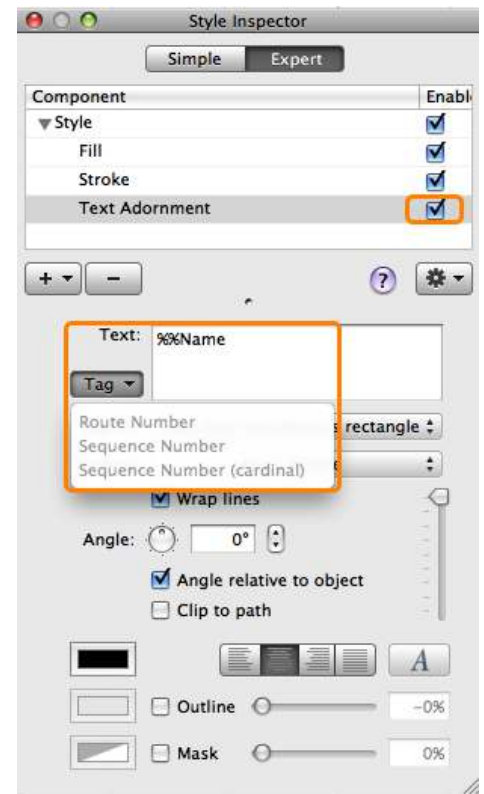 Style Inspector
Simple Expert
Component Enabl
Style
Fill
Stroke
Text Adornment
+ −
?
Text: %%Name
Tag
Route Number
Sequence Number
Sequence Number (cardinal)
rectangle
Wrap lines
Angle: 0°
Angle relative to object
Clip to path
A
Outline -0%
Mask 0%